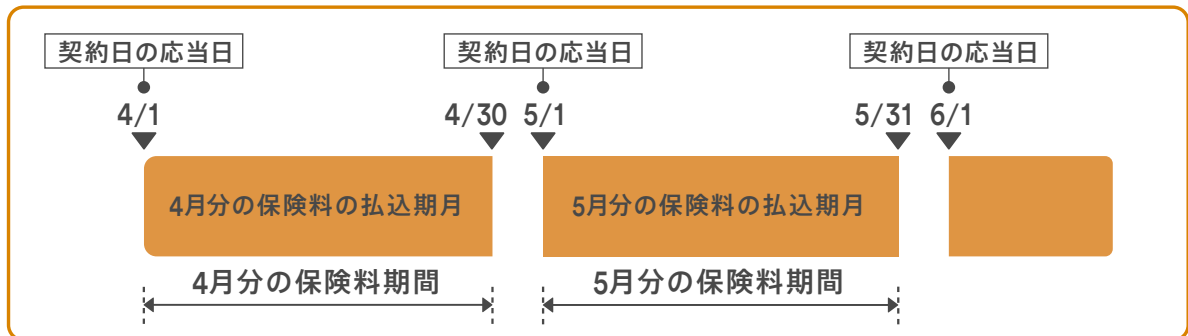 契約日の応当日
契約日の応当日
契約日の応当日
4/1
4/30
5/1
5/31
6/1
4月分の保険料の払込期月
5月分の保険料の払込期月
4月分の保険料期間
5月分の保険料期間